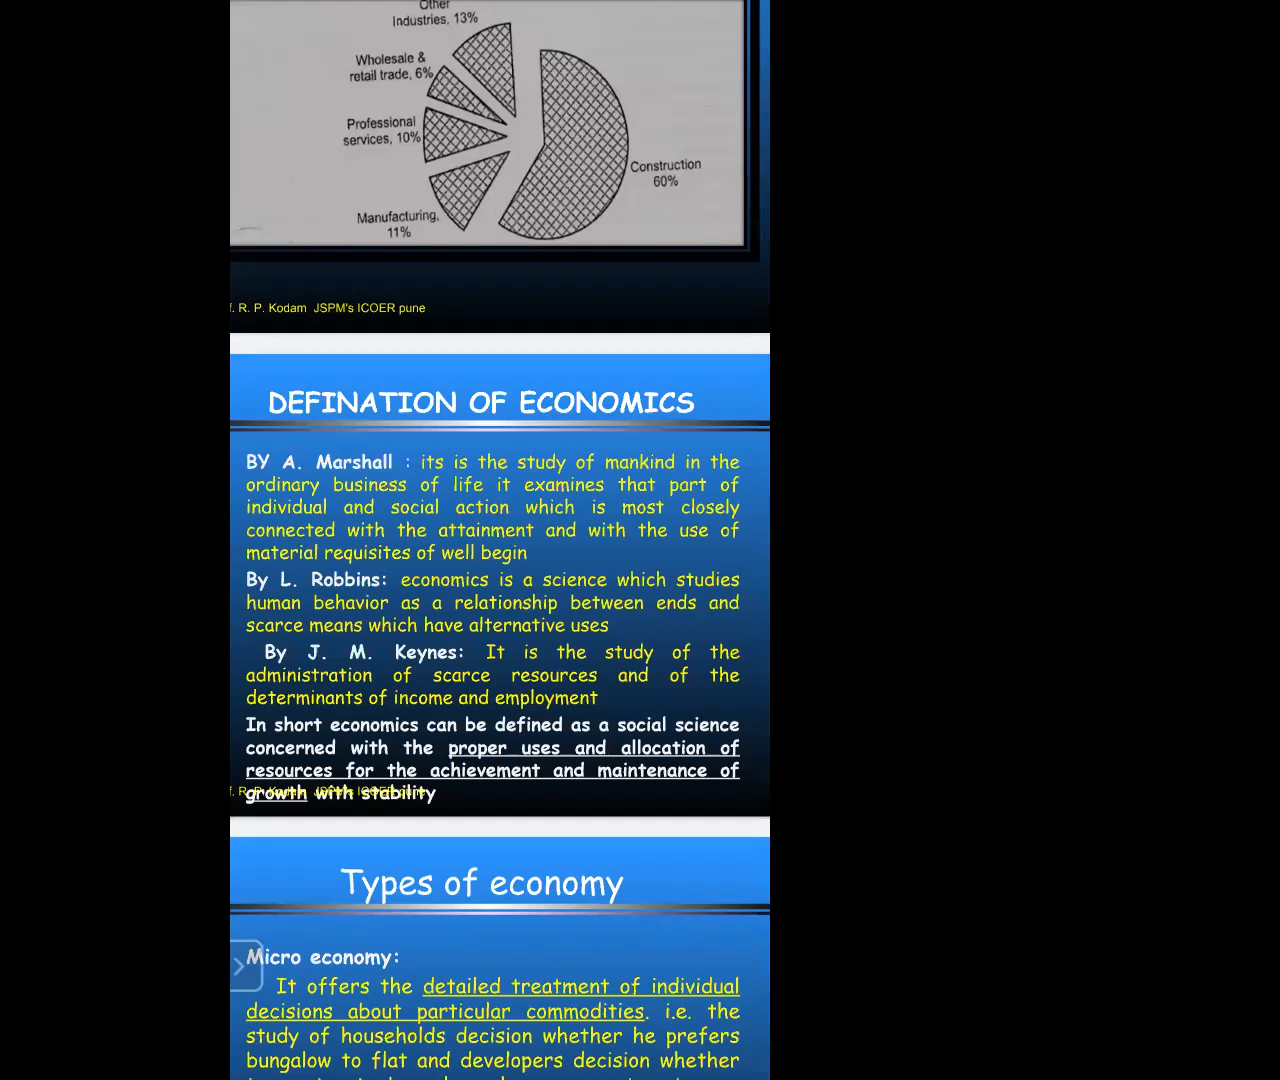 Other
Industries, 13%
Wholesale &
retail trade, 6%
Professional
services, 10%
Construction
60%
Manufacturing,
11%
f. R. P. Kodam JSPM's ICOER pune
DEFINATION OF ECONOMICS
BY A. Marshall : its is the study of mankind in the
ordinary business of life it examines that part of
individual and social action which is most closely
connected with the attainment and with the use of
material requisites of well begin
By L. Robbins: economics is a science which studies
human behavior as a relationship between ends and
scarce means which have alternative uses
By J. M. Keynes: It is the study of the
administration of scarce resources and of the
determinants of income and employment
In short economics can be defined as a social science
concerned with the proper uses and allocation of
resources for the achievement and maintenance of
growth with stability
f. R. P. Kodam JSPM's ICOER pune
Types of economy
Micro economy:
It offers the detailed treatment of individual
decisions about particular commodities. i.e. the
study of households decision whether he prefers
bungalow to flat and developers decision whether